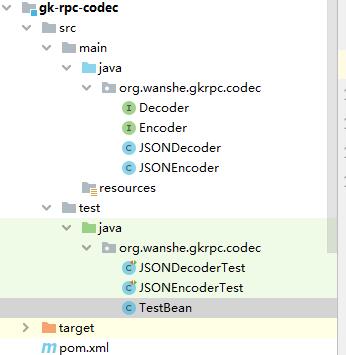 gk-rpc-codec
src
main
java
org.wanshe.gkrpc.codec
Decoder
Encoder
JSONDecoder
JSONEncoder
resources
test
java
org.wanshe.gkrpc.codec
JSONDecoderTest
JSONEncoderTest
TestBean
target
pom.xml